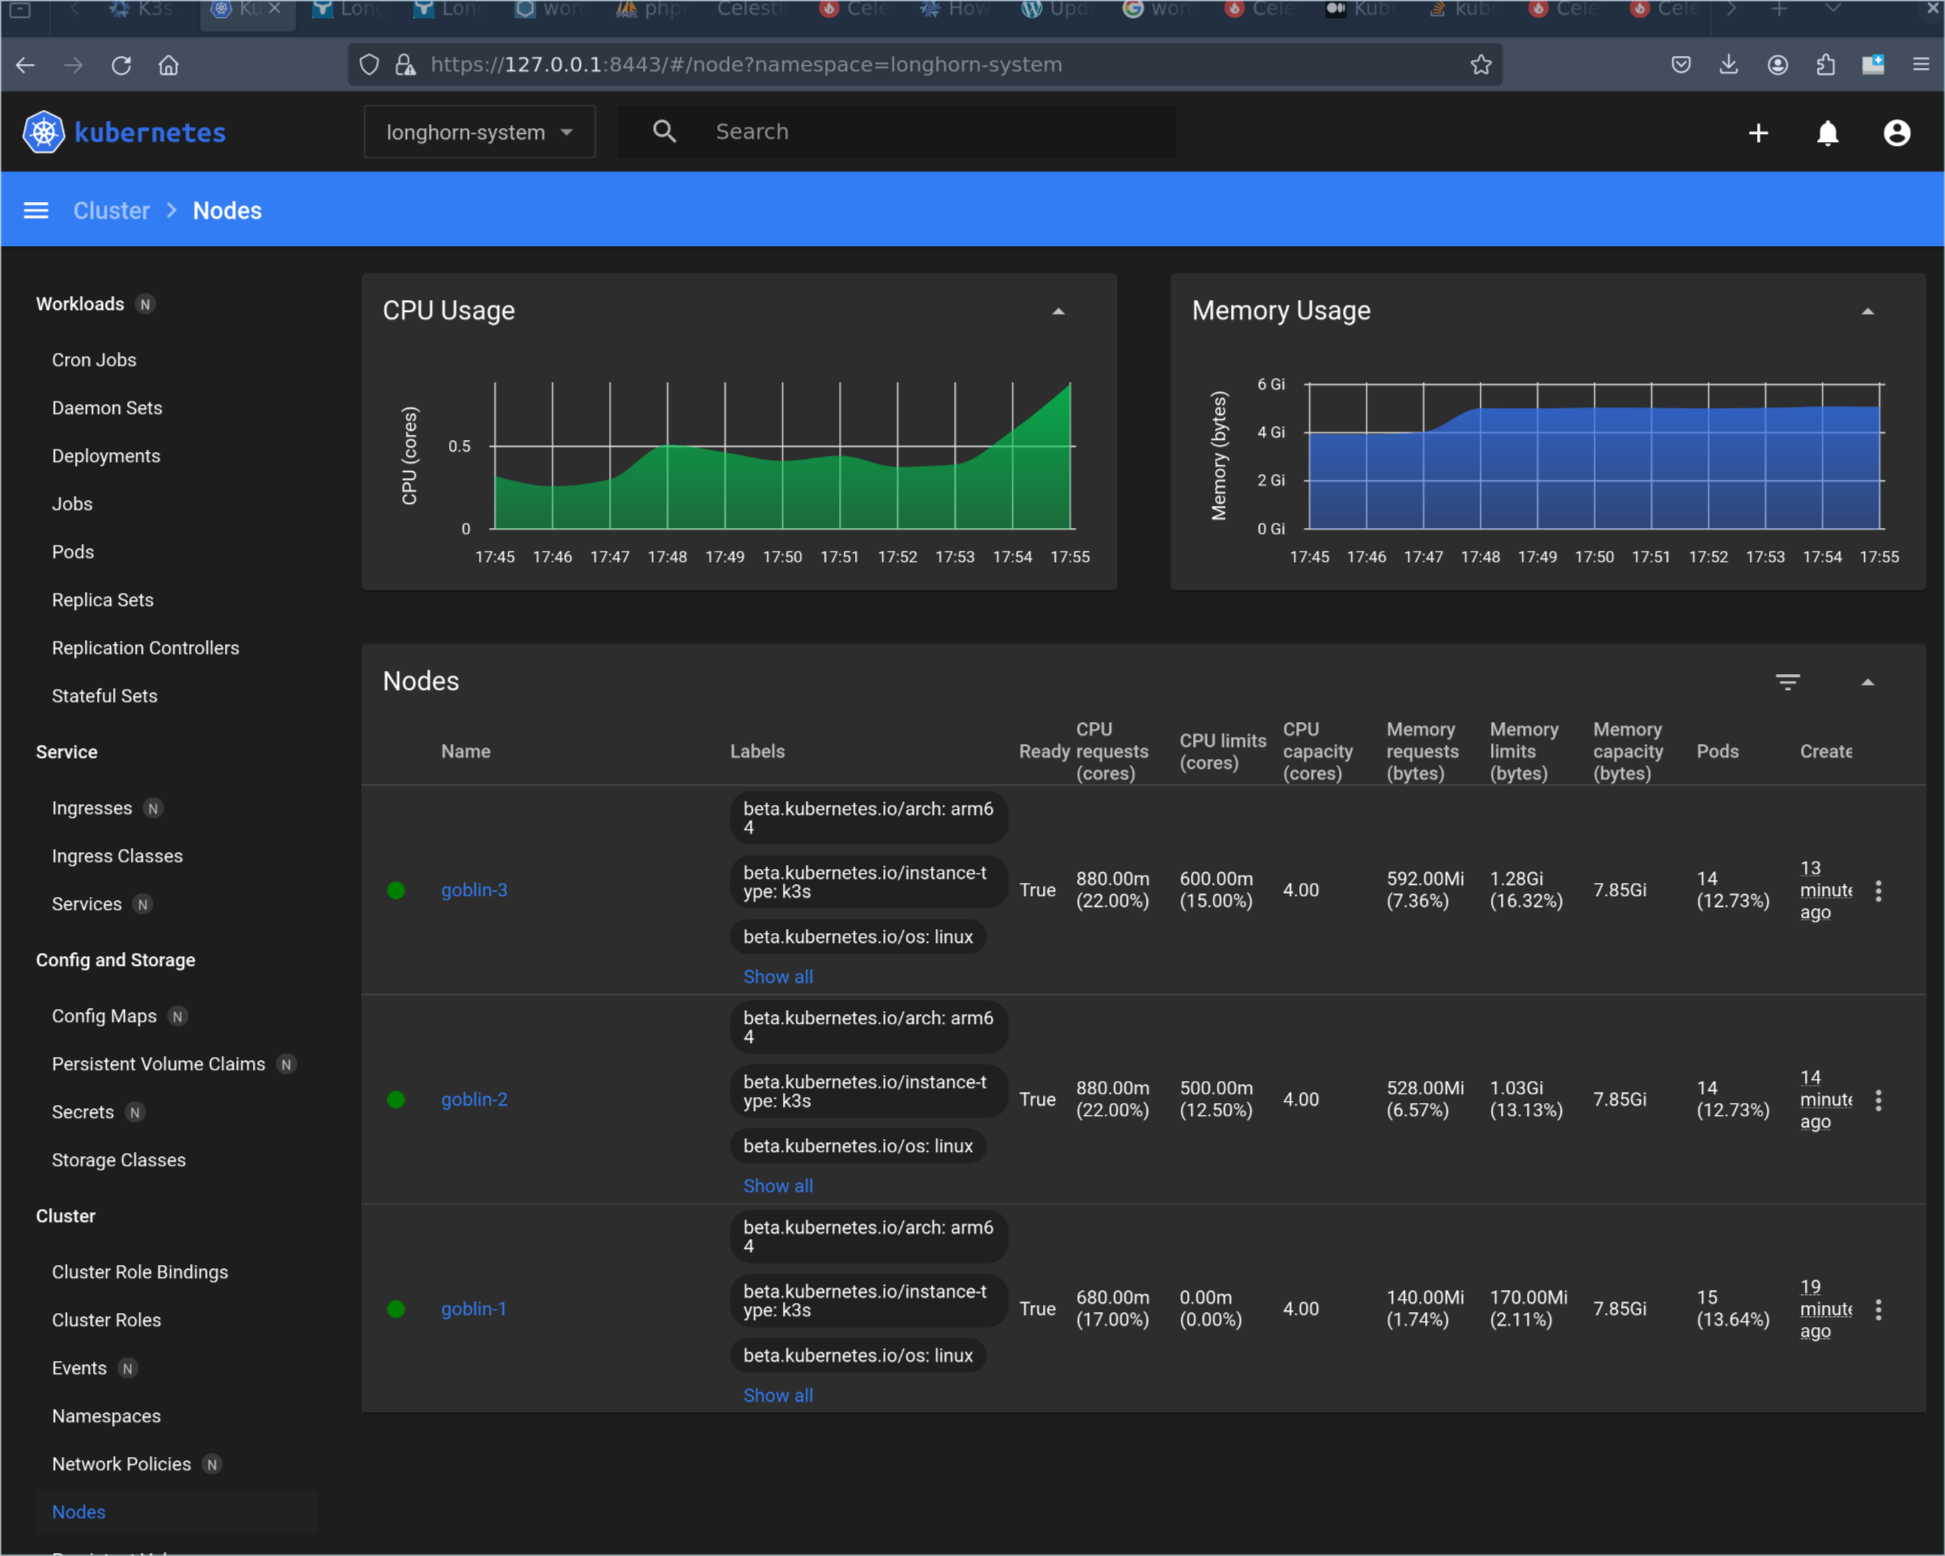 K3s
Ku
Long
Long
wor
php
Celesti
Cele
How
Upd
wor
Cele
Kub
kub
Cele
Cele
https://127.0.0.1:8443/#/node?namespace=longhorn-system
kubernetes
longhorn-system
Search
Cluster > Nodes
Workloads N
Cron Jobs
Daemon Sets
Deployments
Jobs
Pods
Replica Sets
Replication Controllers
Stateful Sets
Service
Ingresses N
Ingress Classes
Services N
Config and Storage
Config Maps N
Persistent Volume Claims N
Secrets N
Storage Classes
Cluster
Cluster Role Bindings
Cluster Roles
Events N
Namespaces
Network Policies N
Nodes
CPU Usage
CPU (cores)
0.5
0
17:45 17:46 17:47 17:48 17:49 17:50 17:51 17:52 17:53 17:54 17:55
Memory Usage
Memory (bytes)
6 Gi
4 Gi
2 Gi
0 Gi
17:45 17:46 17:47 17:48 17:49 17:50 17:51 17:52 17:53 17:54 17:55
Nodes
Name
Labels
Ready
CPU
requests
(cores)
CPU limits
(cores)
CPU
capacity
(cores)
Memory
requests
(bytes)
Memory
limits
(bytes)
Memory
capacity
(bytes)
Pods
Create
goblin-3
beta.kubernetes.io/arch: arm6
4
beta.kubernetes.io/instance-t
ype: k3s
beta.kubernetes.io/os: linux
Show all
True
880.00m
(22.00%)
600.00m
(15.00%)
4.00
592.00Mi
(7.36%)
1.28Gi
(16.32%)
7.85Gi
14
(12.73%)
13
minute
ago
goblin-2
beta.kubernetes.io/arch: arm6
4
beta.kubernetes.io/instance-t
ype: k3s
beta.kubernetes.io/os: linux
Show all
True
880.00m
(22.00%)
500.00m
(12.50%)
4.00
528.00Mi
(6.57%)
1.03Gi
(13.13%)
7.85Gi
14
(12.73%)
14
minute
ago
goblin-1
beta.kubernetes.io/arch: arm6
4
beta.kubernetes.io/instance-t
ype: k3s
beta.kubernetes.io/os: linux
Show all
True
680.00m
(17.00%)
0.00m
(0.00%)
4.00
140.00Mi
(1.74%)
170.00Mi
(2.11%)
7.85Gi
15
(13.64%)
19
minute
ago